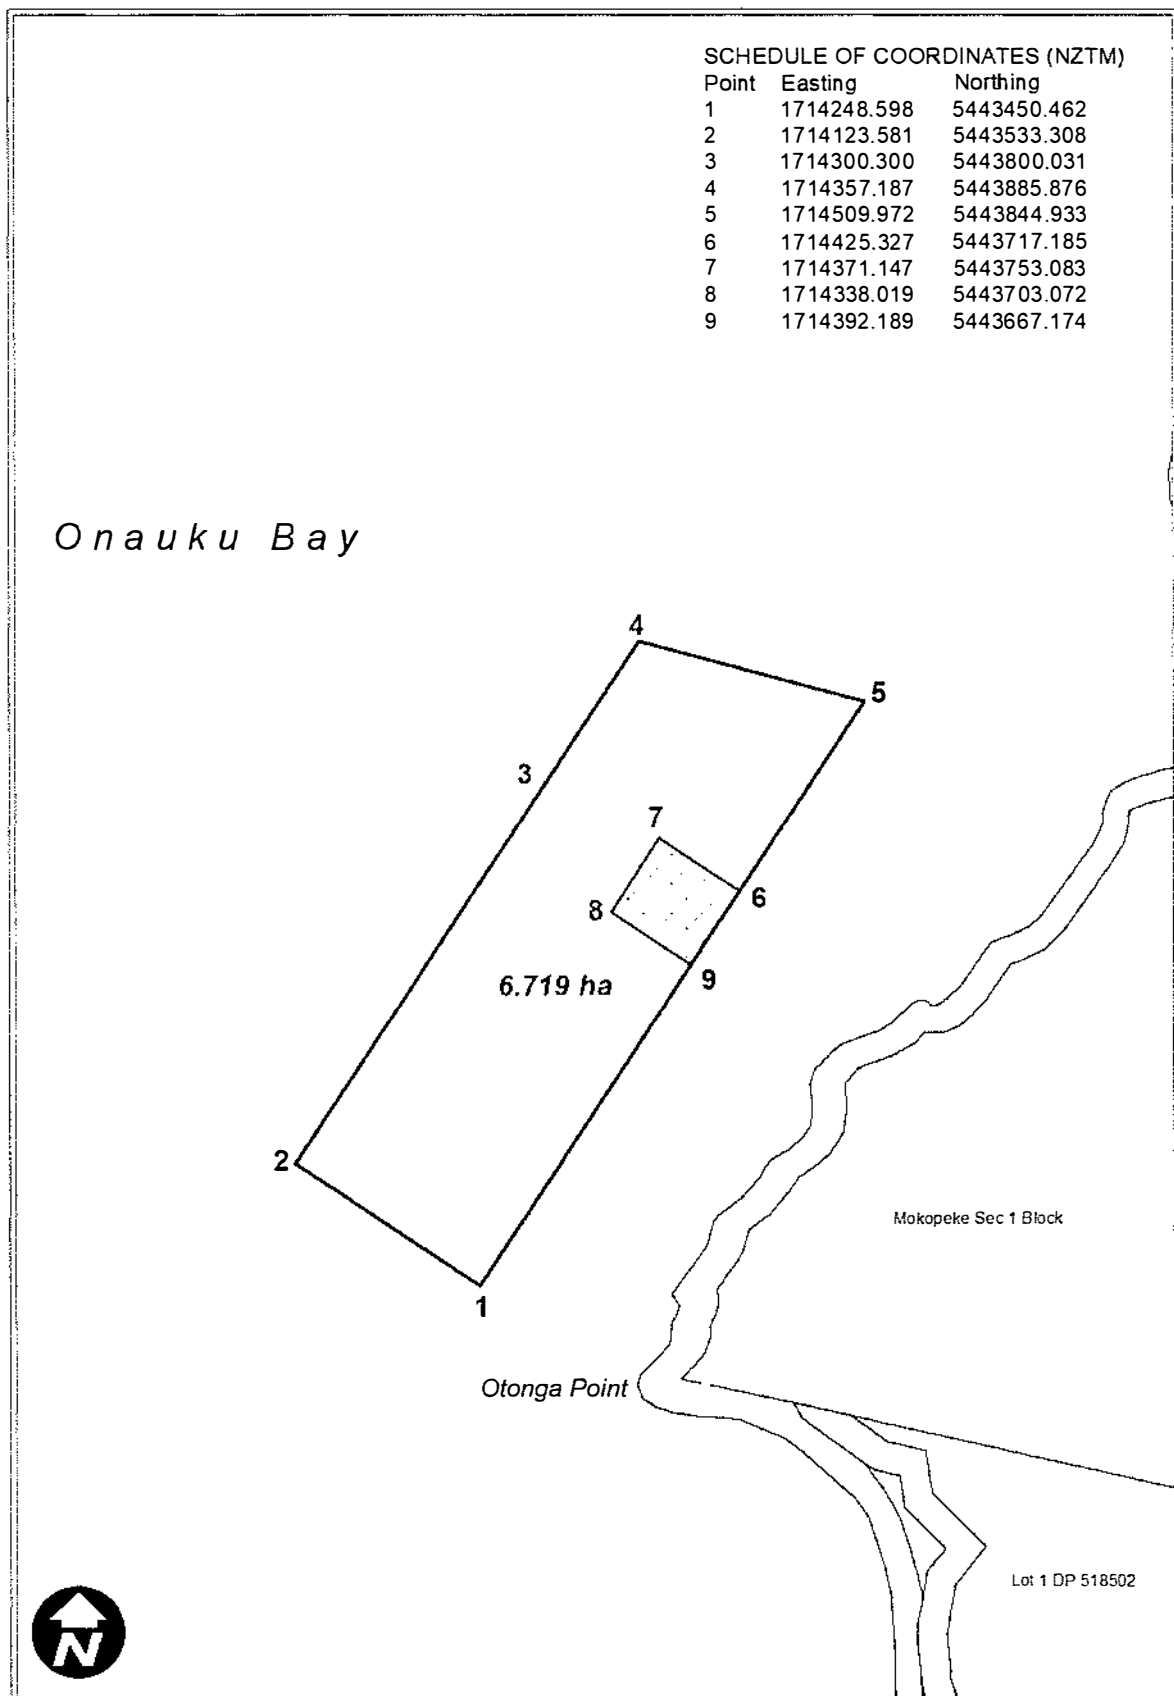 SCHEDULE OF COORDINATES (NZTM)
Point Easting Northing
1 1714248.598 5443450.462
2 1714123.581 5443533.308
3 1714300.300 5443800.031
4 1714357.187 5443885.876
5 1714509.972 5443844.933
6 1714425.327 5443717.185
7 1714371.147 5443753.083
8 1714338.019 5443703.072
9 1714392.189 5443667.174
Onauku Bay
4
5
3
7
6
8
9
6.719 ha
2
Mokopeke Sec 1 Block
1
Otonga Point
Lot 1 DP 518502
N